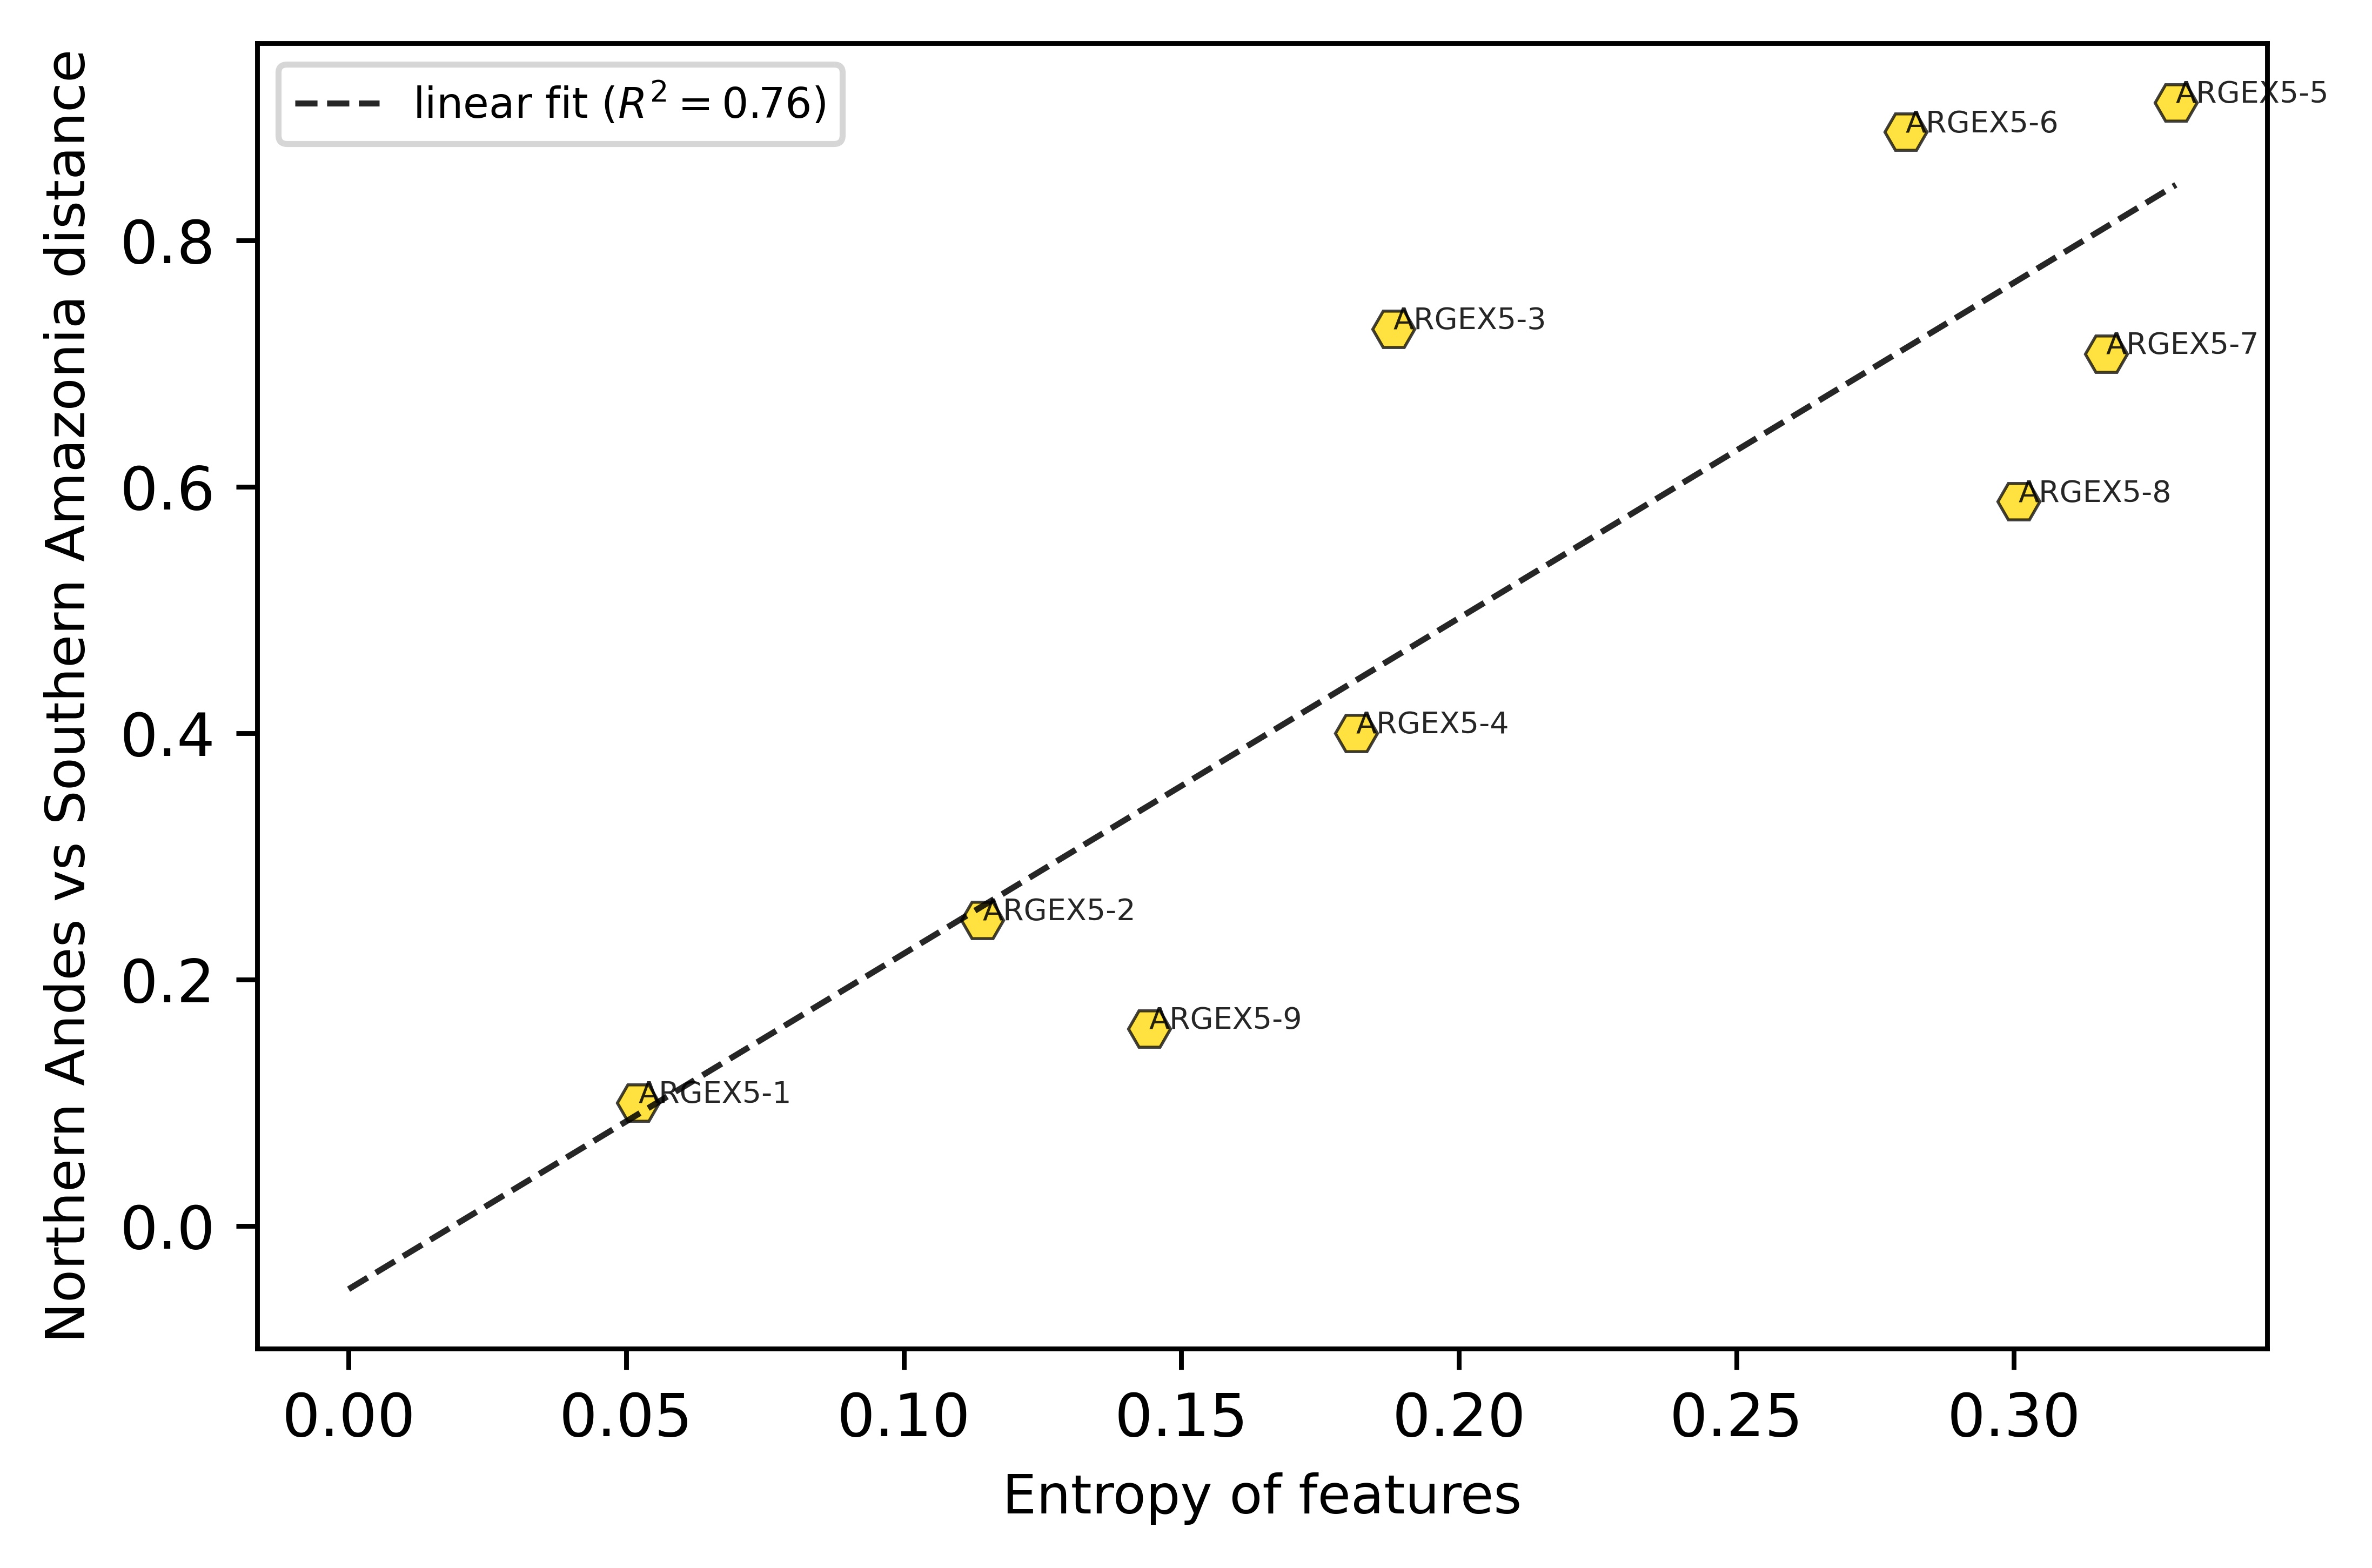 linear fit (R² = 0.76)
ARGEX5-5
ARGEX5-6
ARGEX5-3
ARGEX5-7
ARGEX5-8
ARGEX5-4
ARGEX5-2
ARGEX5-9
ARGEX5-1
Northern Andes vs Southern Amazonia distance
0.8
0.6
0.4
0.2
0.0
0.00 0.05 0.10 0.15 0.20 0.25 0.30
Entropy of features